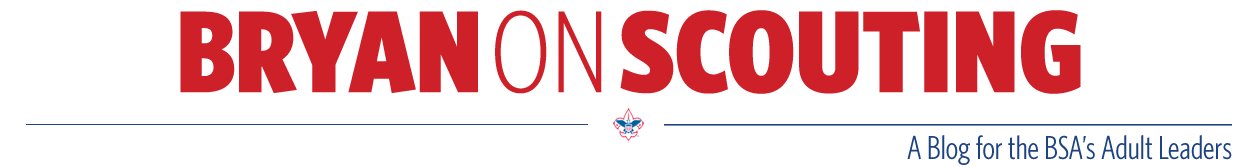 BRYAN ON SCOUTING
A Blog for the BSA's Adult Leaders